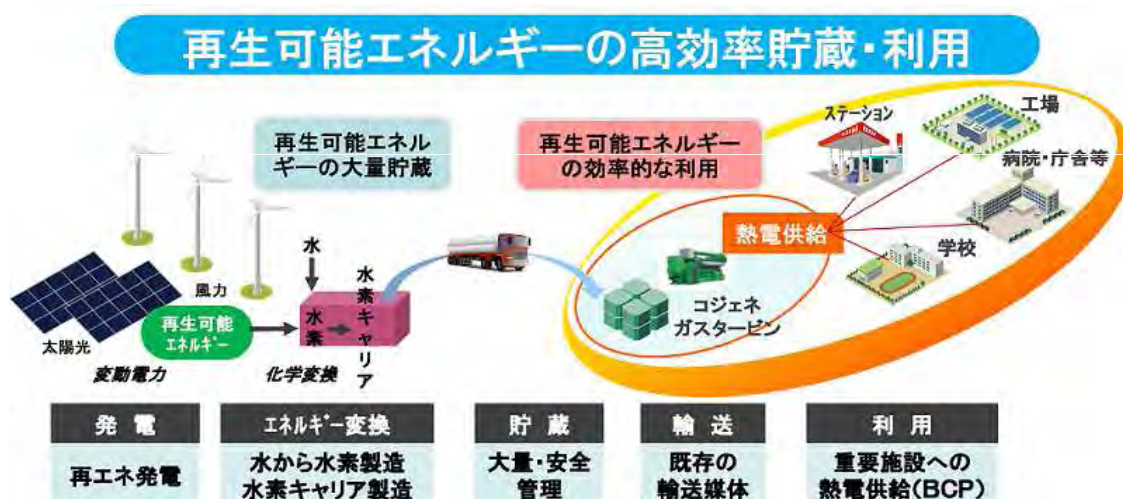 再生可能エネルギーの高効率貯蔵・利用
再生可能エネル
ギーの大量貯蔵
再生可能エネルギー
の効率的な利用
ステーション
工場
病院・庁舎等
学校
熱電供給
コジェネ
ガスタービン
風力
太陽光
再生可能
エネルギー
変動電力
水
水素
水素キャリア
化学変換
発電
再エネ発電
エネルギー変換
水から水素製造
水素キャリア製造
貯蔵
大量・安全
管理
輸送
既存の
輸送媒体
利用
重要施設への
熱電供給(BCP)